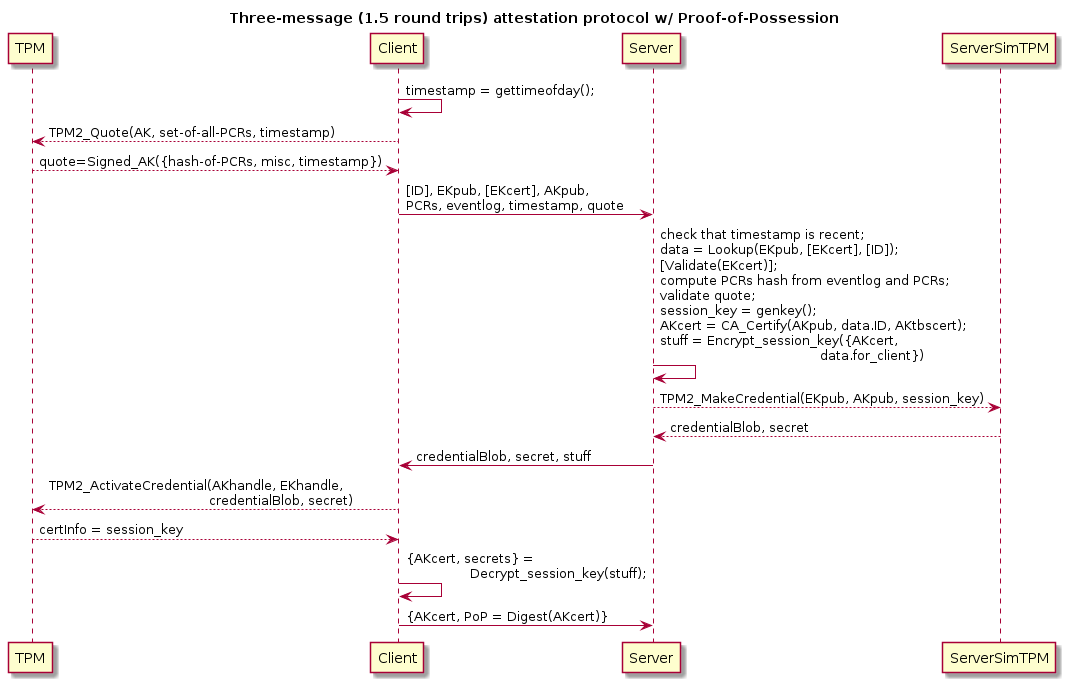 Three-message (1.5 round trips) attestation protocol w/ Proof-of-Possession
TPM
Client
Server
ServerSimTPM
timestamp = gettimeofday();
TPM2_Quote(AK, set-of-all-PCRs, timestamp)
quote=Signed_AK({hash-of-PCRs, misc, timestamp})
[ID], EKpub, [EKcert], AKpub,
PCRs, eventlog, timestamp, quote
check that timestamp is recent;
data = Lookup(EKpub, [EKcert], [ID]);
[Validate(EKcert)];
compute PCRs hash from eventlog and PCRs;
validate quote;
session_key = genkey();
AKcert = CA_Certify(AKpub, data.ID, AKtbscert);
stuff = Encrypt_session_key({AKcert,
data.for_client})
TPM2_MakeCredential(EKpub, AKpub, session_key)
credentialBlob, secret
credentialBlob, secret, stuff
TPM2_ActivateCredential(AKhandle, EKhandle,
credentialBlob, secret)
certInfo = session_key
{AKcert, secrets} =
Decrypt_session_key(stuff);
{AKcert, PoP = Digest(AKcert)}
TPM
Client
Server
ServerSimTPM